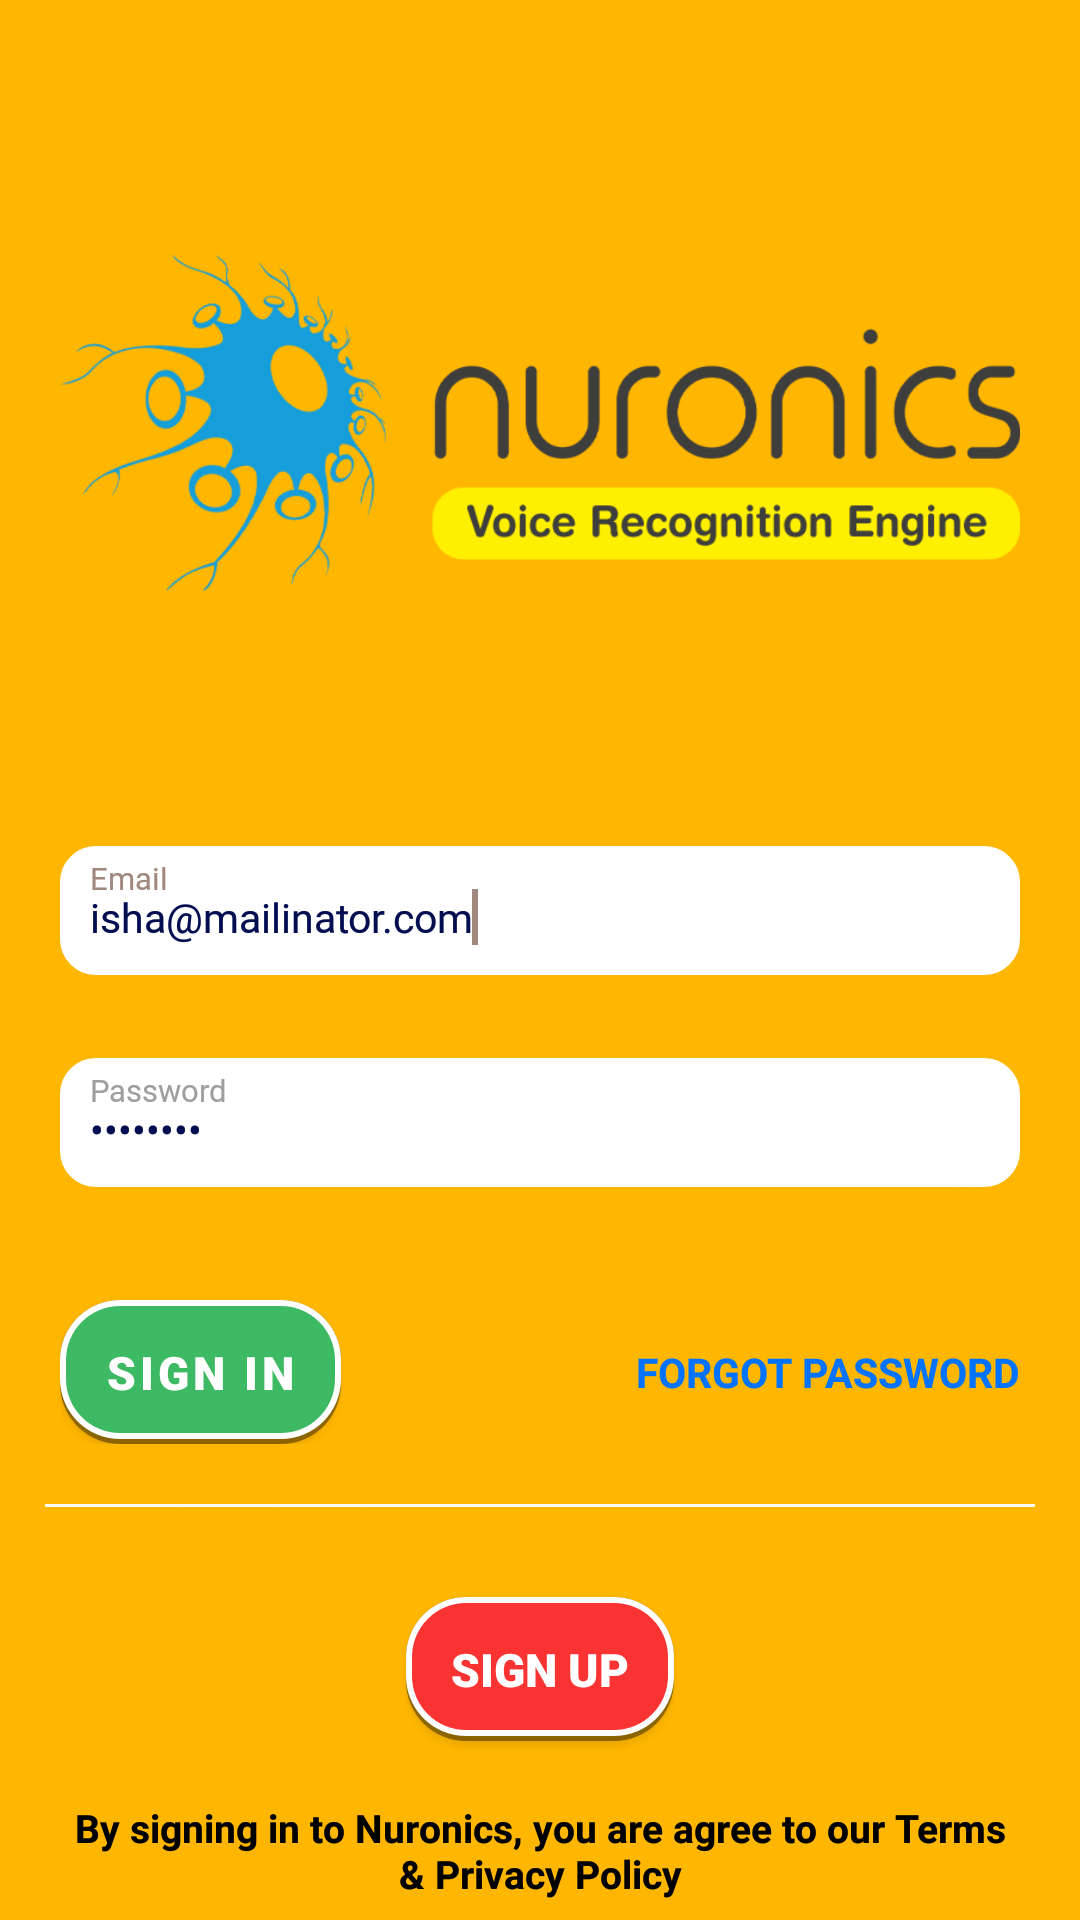 nuronics
Voice Recognition Engine
Email
isha@mailinator.com
Password
••••••••
SIGN IN
FORGOT PASSWORD
SIGN UP
By signing in to Nuronics, you are agree to our Terms
& Privacy Policy